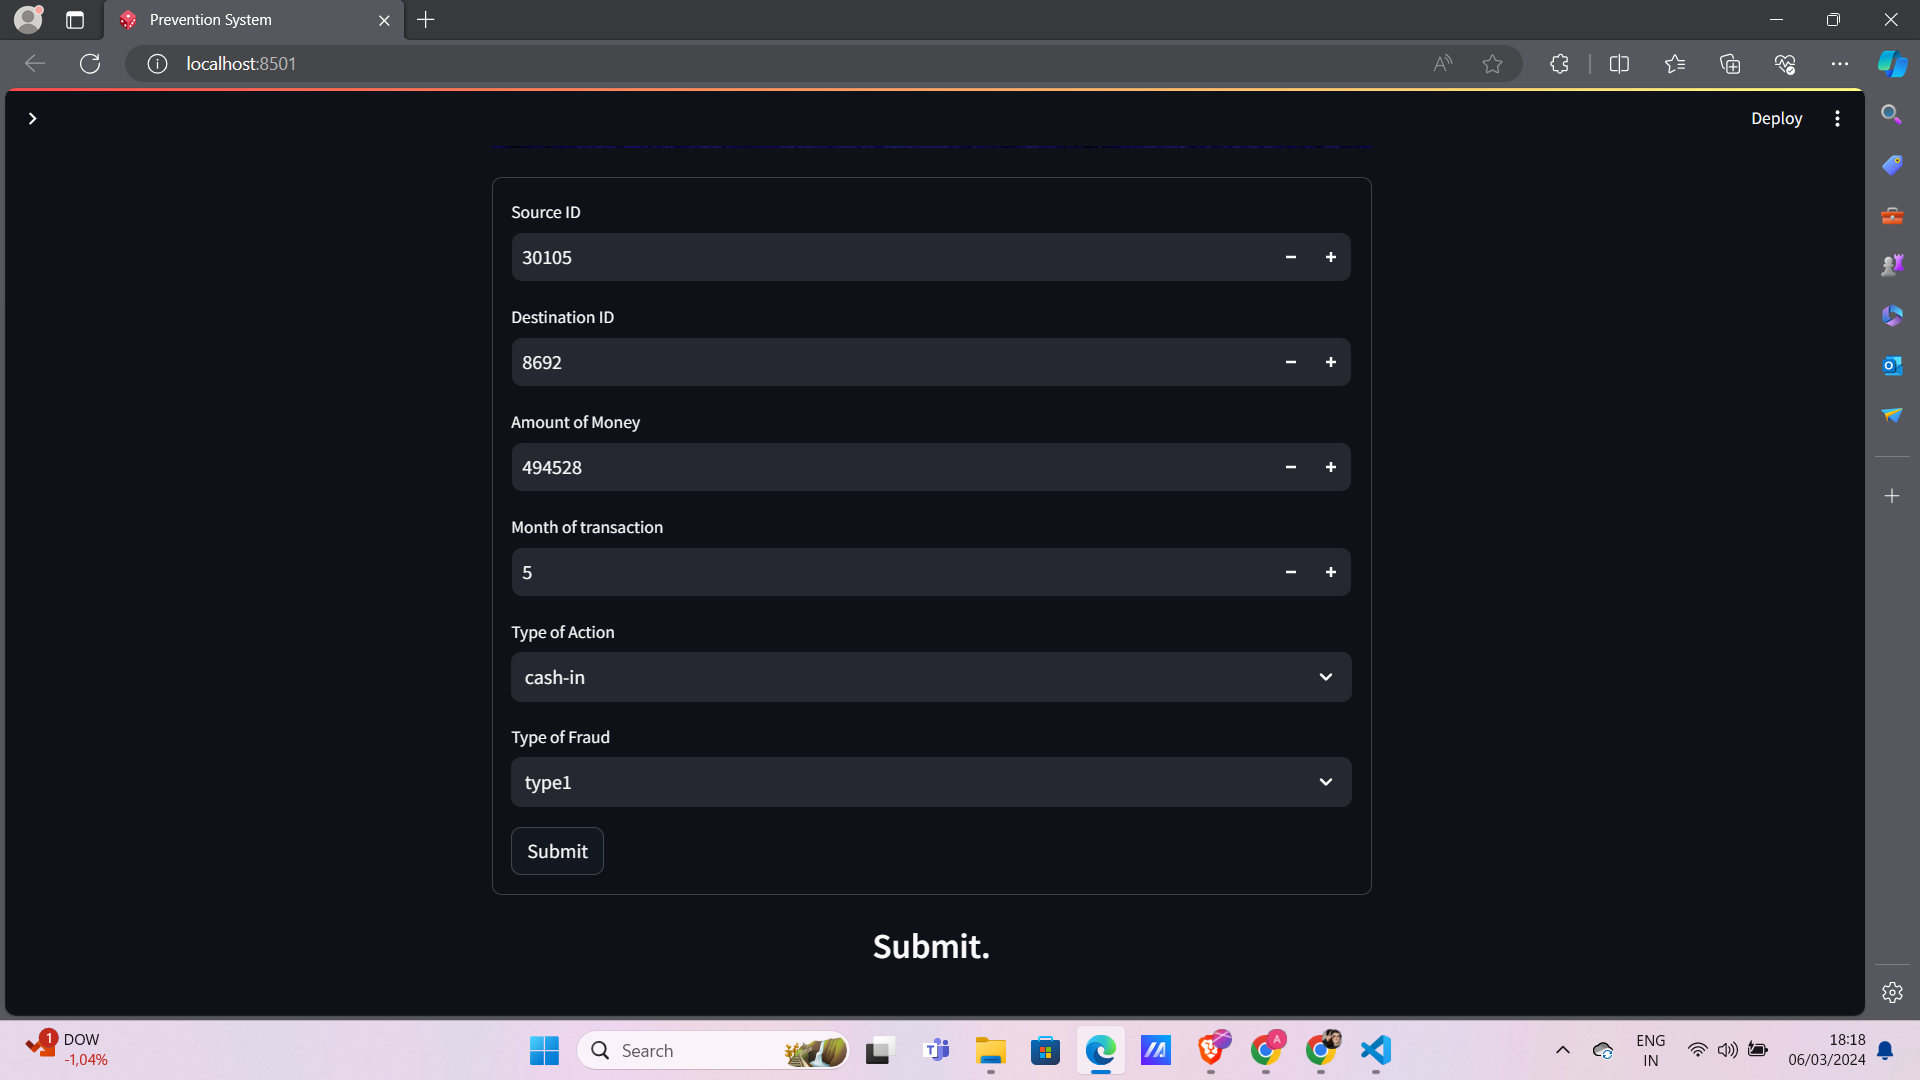 Prevention System
localhost:8501
Deploy
Source ID
30105
Destination ID
8692
Amount of Money
494528
Month of transaction
5
Type of Action
cash-in
Type of Fraud
type1
Submit
Submit.
1
DOW
-1,04%
Search
A
ENG
IN
18:18
06/03/2024